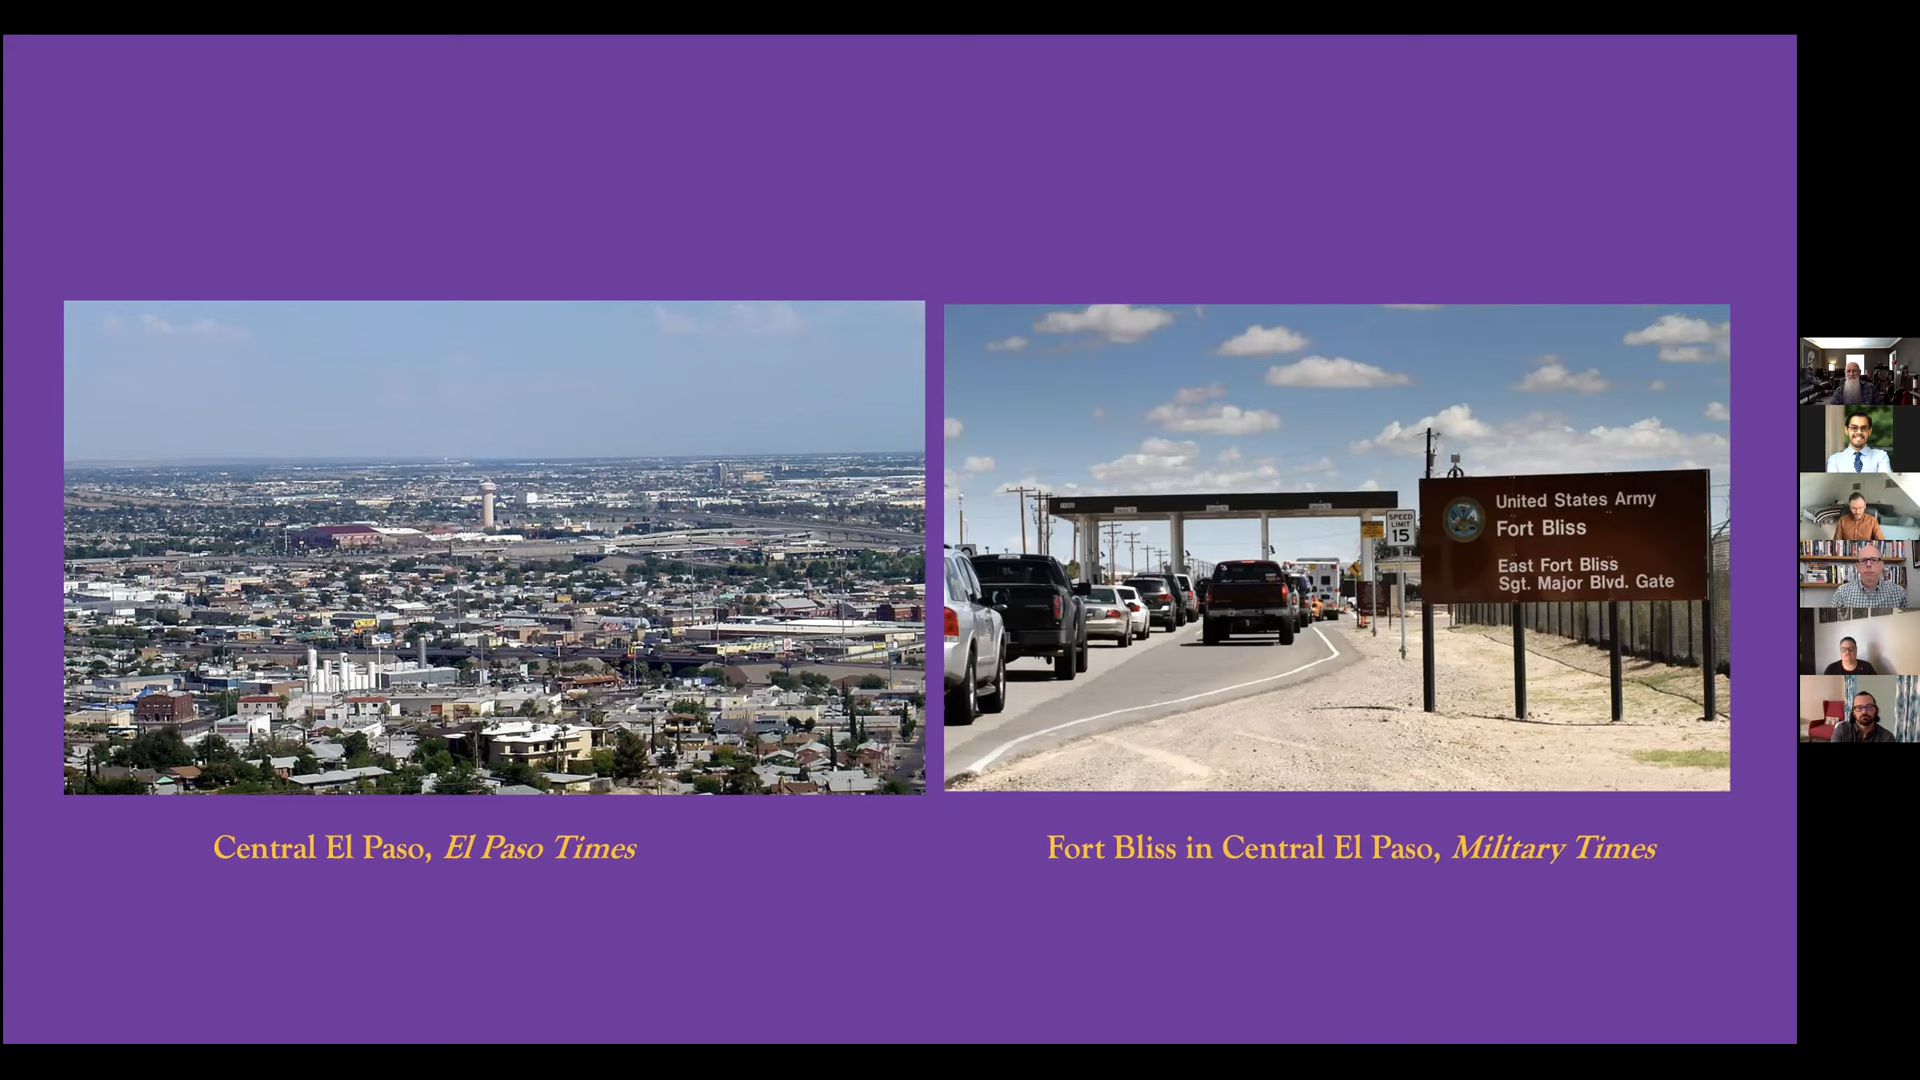 United States Army
Fort Bliss
East Fort Bliss
Sgt. Major Blvd. Gate
SPEED
LIMIT
15
Central El Paso, El Paso Times
Fort Bliss in Central El Paso, Military Times